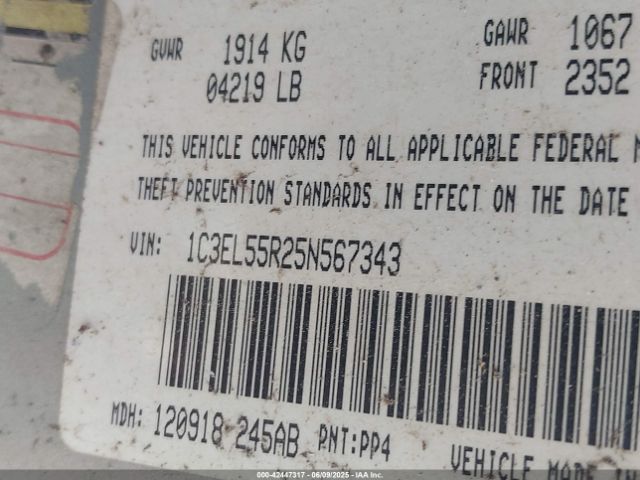 GVWR 1914 KG GAWR 1067
04219 LB FRONT 2352
THIS VEHICLE CONFORMS TO ALL APPLICABLE FEDERAL
THEFT PREVENTION STANDARDS IN EFFECT ON THE DATE
VIN: 1C3EL55R25N567343
MDH: 120918 245AB PNT:PP4
VEHICLE MADE IN
00-42447317 - 06/09/2025 - IAA Inc.